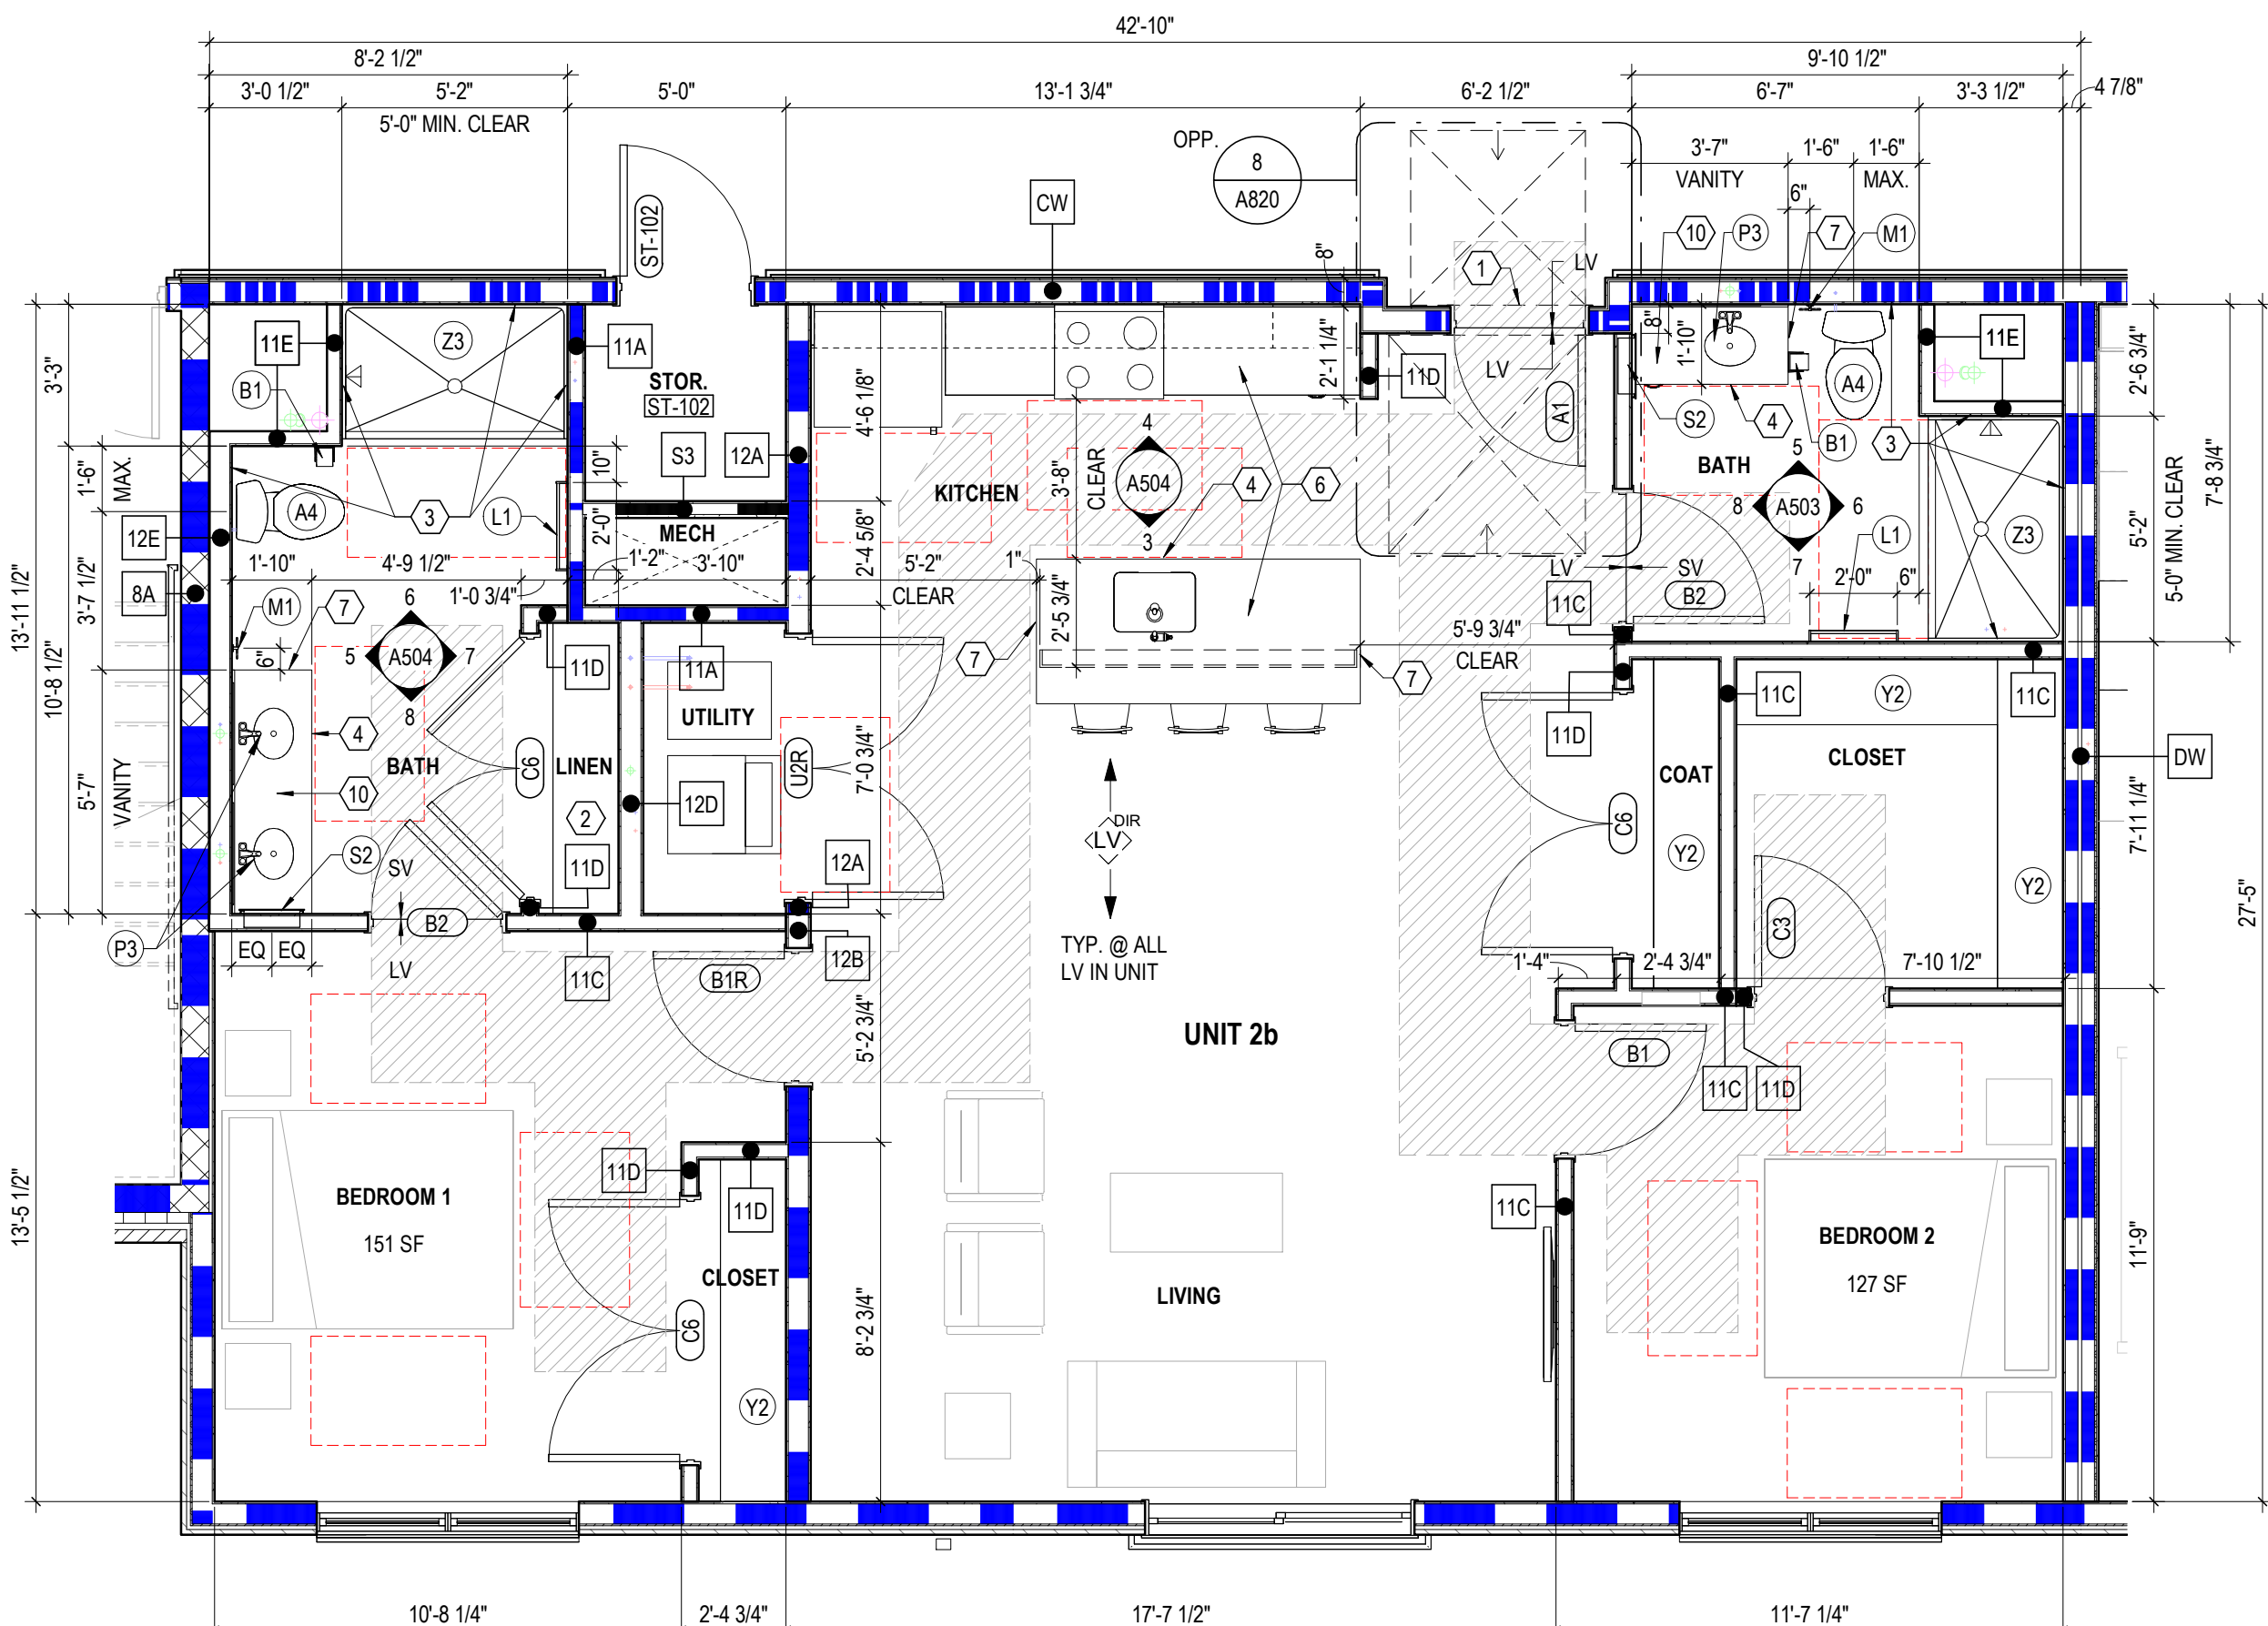 42'-10"
8'-2 1/2"
9'-10 1/2"
3'-0 1/2"
5'-2"
5'-0"
13'-1 3/4"
6'-2 1/2"
6'-7"
3'-3 1/2"
4 7/8"
5'-0" MIN. CLEAR
OPP.
8
A820
3'-7"
VANITY
1'-6"
1'-6"
MAX.
6"
CW
ST-102
10
P3
7
M1
8"
1
LV
LV
11E
Z3
11A
STOR.
ST-102
B1
3'-3"
4'-6 1/8"
2'-1 1/4"
11D
A1
8"
1'-10"
S2
4
B1
A4
11E
3
2'-6 3/4"
7'-8 3/4"
5'-2"
5'-0" MIN. CLEAR
BATH
5
8
A503
6
7
L1
Z3
2'-0"
6"
1'-6"
MAX.
12E
8A
A4
3
L1
10"
2'-0"
S3
12A
MECH
KITCHEN
3'-8"
CLEAR
4
A504
3
4
6
1'-10"
4'-9 1/2"
1'-0 3/4"
1'-2"
3'-10"
2'-4 5/8"
5'-2"
CLEAR
1"
2'-5 3/4"
LV
SV
11C
B2
13'-11 1/2"
10'-8 1/2"
3'-7 1/2"
M1
7
6"
6
5
A504
7
8
11D
11A
UTILITY
7
5'-9 3/4"
CLEAR
7
11D
11C
Y2
11C
5'-7"
VANITY
4
BATH
10
C6
LINEN
2
12D
U2R
7'-0 3/4"
COAT
CLOSET
DW
C6
Y2
Y2
7'-11 1/4"
27'-5"
DIR
LV
S2
SV
11D
12A
P3
EQ
EQ
B2
LV
11C
B1R
12B
TYP. @ ALL
LV IN UNIT
C3
1'-4"
2'-4 3/4"
7'-10 1/2"
5'-2 3/4"
UNIT 2b
B1
11C
11D
13'-5 1/2"
BEDROOM 1
151 SF
11D
11D
11C
BEDROOM 2
127 SF
11'-9"
CLOSET
C6
Y2
8'-2 3/4"
LIVING
10'-8 1/4"
2'-4 3/4"
17'-7 1/2"
11'-7 1/4"